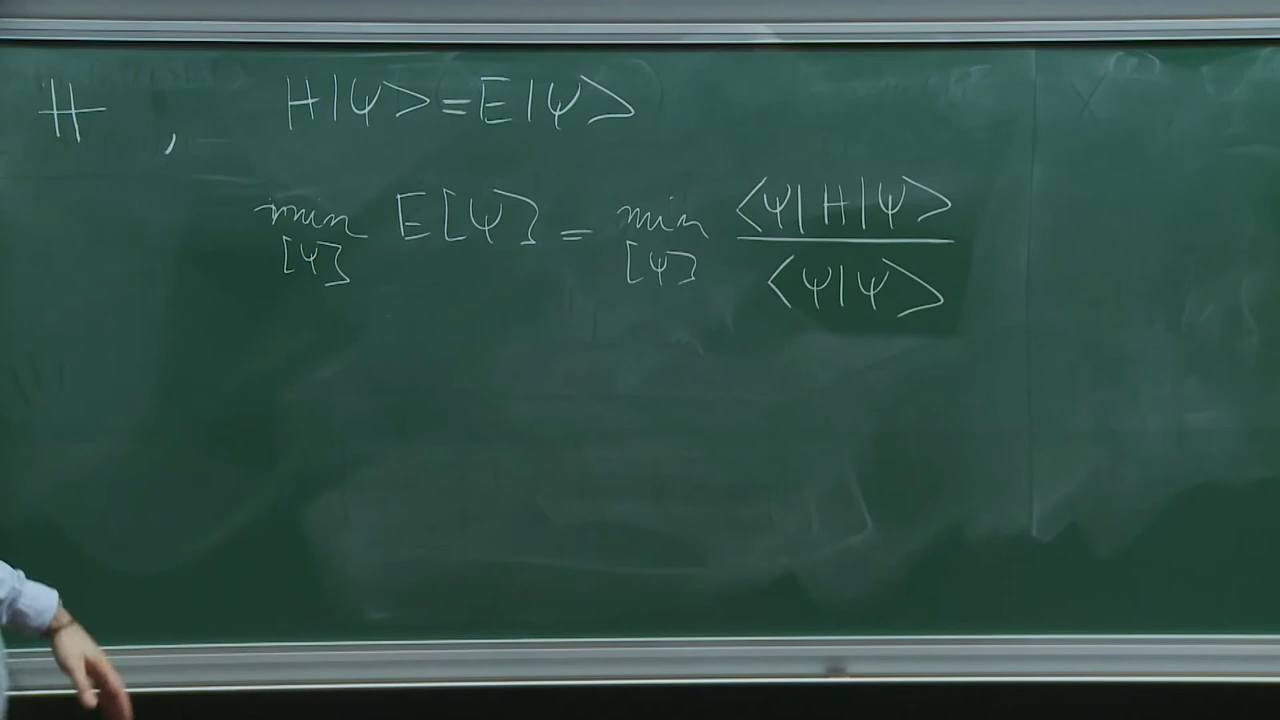 H , H|Ψ> = E|Ψ>
min [Ψ] E[Ψ] = min [Ψ] <Ψ|H|Ψ> / <Ψ|Ψ>